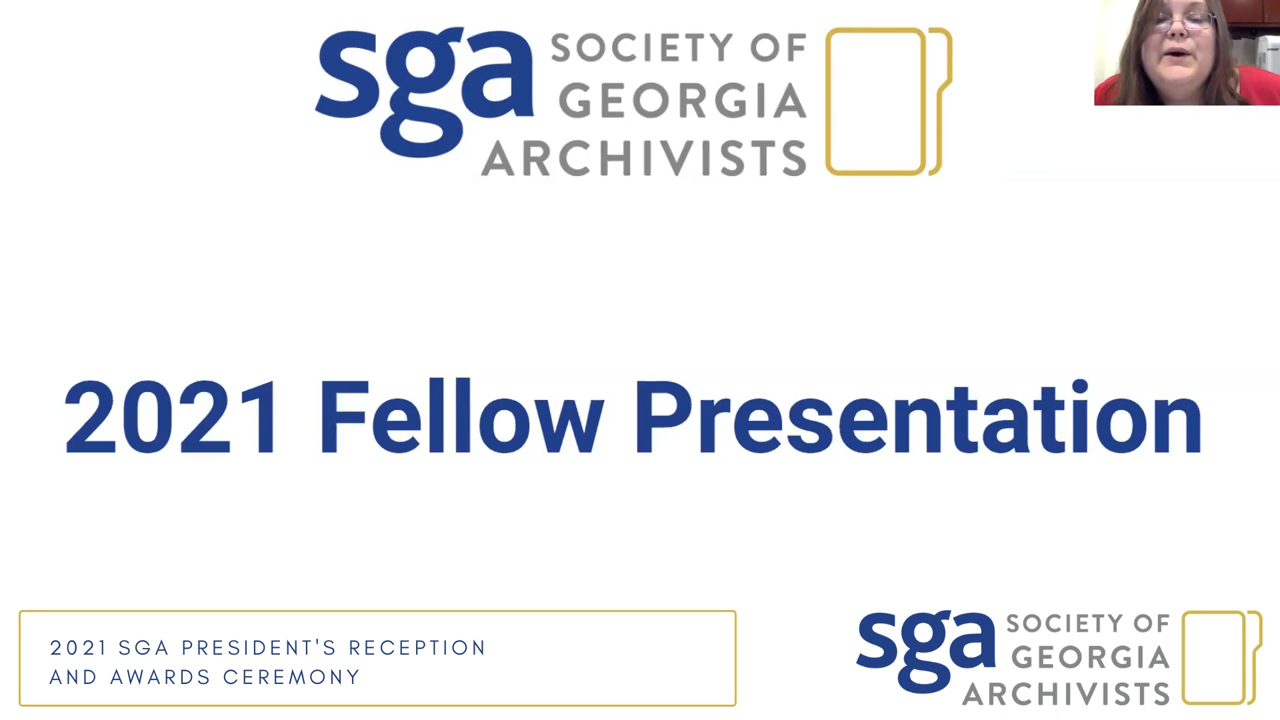 sga SOCIETY OF
GEORGIA
ARCHIVISTS
2021 Fellow Presentation
2021 SGA PRESIDENT'S RECEPTION
AND AWARDS CEREMONY
sga SOCIETY OF
GEORGIA
ARCHIVISTS